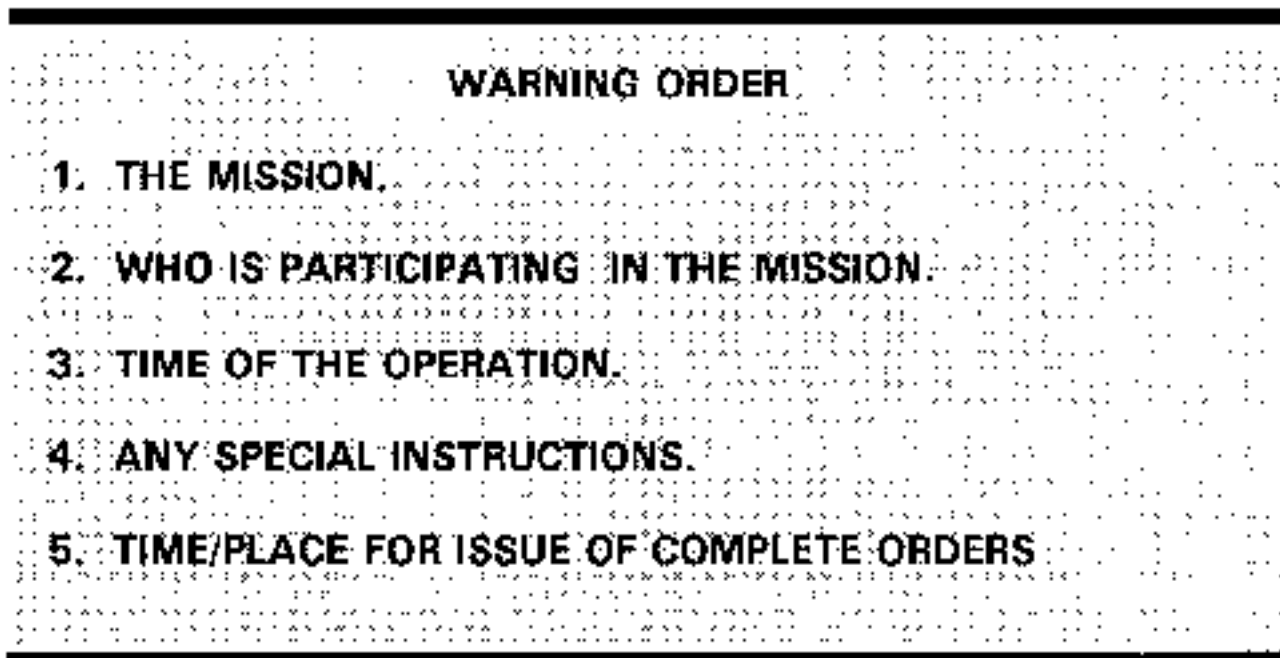 WARNING ORDER
1. THE MISSION.
2. WHO IS PARTICIPATING IN THE MISSION.
3. TIME OF THE OPERATION.
4. ANY SPECIAL INSTRUCTIONS.
5. TIME/PLACE FOR ISSUE OF COMPLETE ORDERS